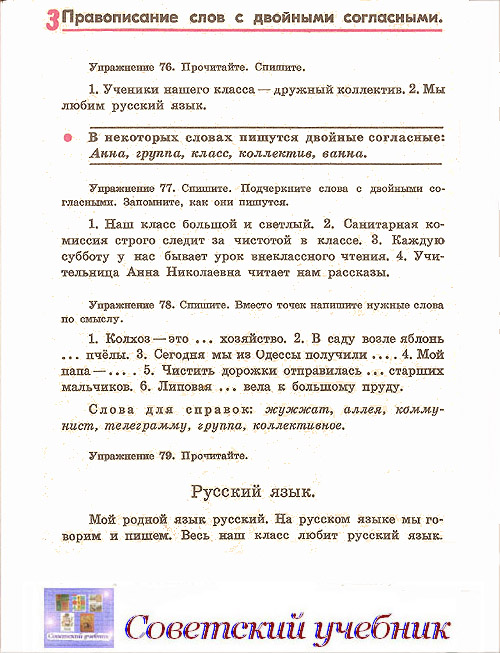 3 Правописание слов с двойными согласными.
Упражнение 76. Прочитайте. Спишите.
1. Ученики нашего класса — дружный коллектив. 2. Мы
любим русский язык.
В некоторых словах пишутся двойные согласные:
Анна, группа, класс, коллектив, ванна.
Упражнение 77. Спишите. Подчеркните слова с двойными со-
гласными. Запомните, как они пишутся.
1. Наш класс большой и светлый. 2. Санитарная ко-
миссия строго следит за чистотой в классе. 3. Каждую
субботу у нас бывает урок внеклассного чтения. 4. Учи-
тельница Анна Николаевна читает нам рассказы.
Упражнение 78. Спишите. Вместо точек напишите нужные слова
по смыслу.
1. Колхоз — это ... хозяйство. 2. В саду возле яблонь
... пчёлы. 3. Сегодня мы из Одессы получили .... 4. Мой
папа — ... . 5. Чистить дорожки отправилась ... старших
мальчиков. 6. Липовая ... вела к большому пруду.
Слова для справок: жужжат, аллея, комму-
нист, телеграмму, группа, коллективное.
Упражнение 79. Прочитайте.
Русский язык.
Мой родной язык русский. На русском языке мы го-
ворим и пишем. Весь наш класс любит русский язык.
Советский учебник
Советский учебник